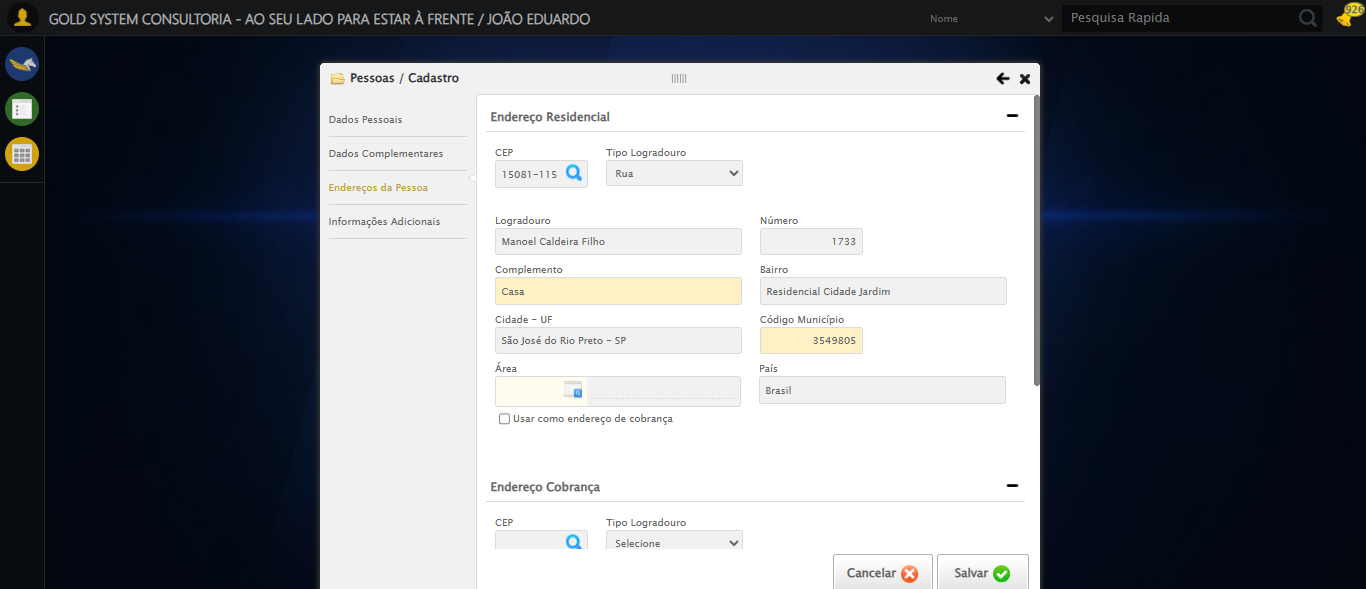 GOLD SYSTEM CONSULTORIA - AO SEU LADO PARA ESTAR À FRENTE / JOÃO EDUARDO
Nome
Pesquisa Rapida
926
Pessoas / Cadastro
Dados Pessoais
Dados Complementares
Endereços da Pessoa
Informações Adicionais
Endereço Residencial
CEP Tipo Logradouro
15081-115 Rua
Logradouro Número
Manoel Caldeira Filho 1733
Complemento Bairro
Casa Residencial Cidade Jardim
Cidade - UF Código Município
São José do Rio Preto - SP 3549805
Área País
Brasil
Usar como endereço de cobrança
Endereço Cobrança
CEP Tipo Logradouro
Selecione
Cancelar Salvar